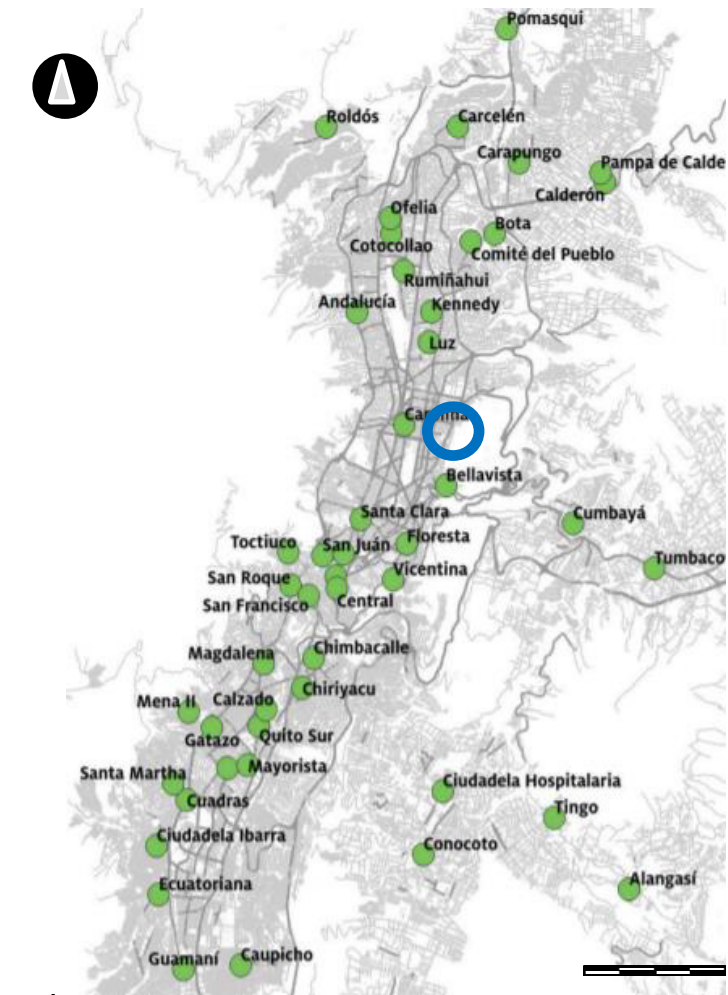 Pomasqui
Roldós
Carcelén
Carapungo
Pampa de Calde
Calderón
Ofelia
Bota
Cotocollao
Comité del Pueblo
Rumiñahui
Andalucía
Kennedy
Luz
Bellavista
Santa Clara
Cumbayá
Toctiuco
San Juán
Floresta
Tumbaco
San Roque
Vicentina
San Francisco
Central
Magdalena
Chimbacalle
Chiriyacu
Mena II
Calzado
Gatazo
Quito Sur
Santa Martha
Mayorista
Cuadras
Ciudadela Hospitalaria
Tingo
Ciudadela Ibarra
Conocoto
Ecuatoriana
Alangasí
Guamaní
Caupicho